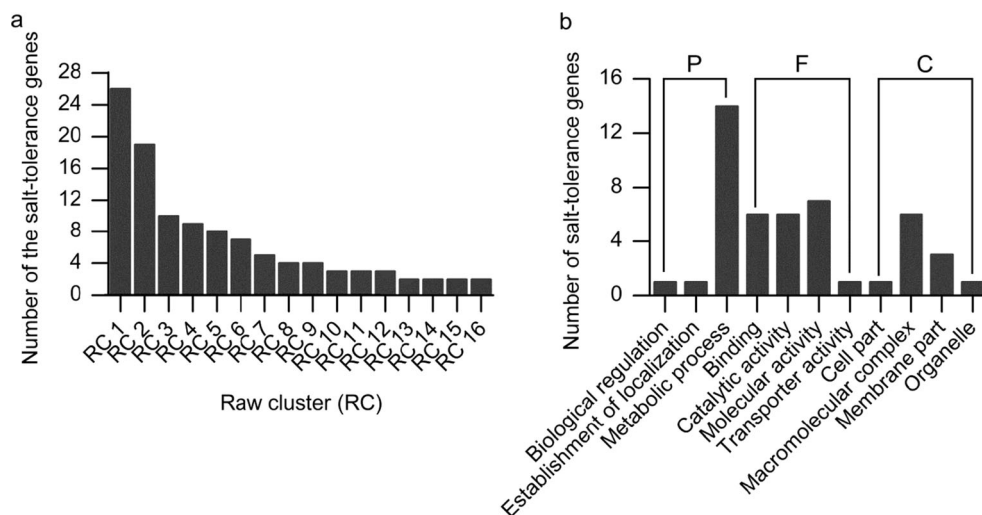 a
Number of the salt-tolerance genes
28
24
20
16
12
8
4
0
RC 1
RC 2
RC 3
RC 4
RC 5
RC 6
RC 7
RC 8
RC 9
RC 10
RC 11
RC 12
RC 13
RC 14
RC 15
RC 16
Raw cluster (RC)
b
Number of salt-tolerance genes
16
12
8
4
0
P
F
C
Biological regulation
Establishment of localization
Metabolic process
Binding
Catalytic activity
Molecular activity
Transporter activity
Cell part
Macromolecular complex
Membrane part
Organelle